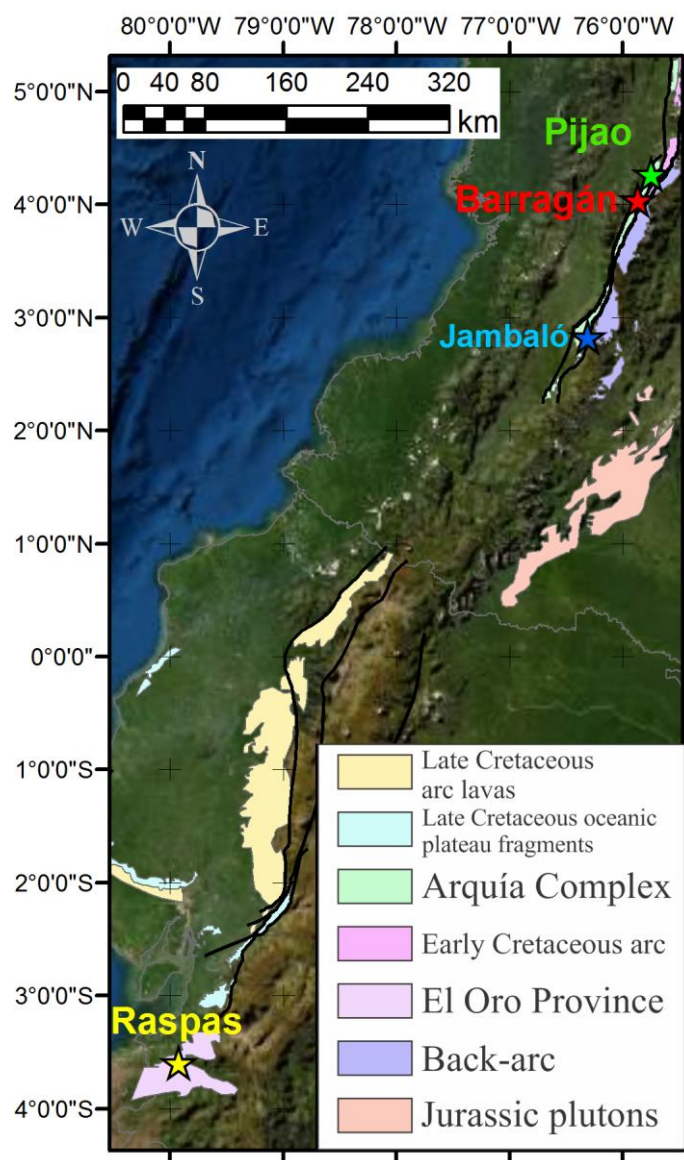 80°0'0"W 79°0'0"W 78°0'0"W 77°0'0"W 76°0'0"W
0 40 80 160 240 320
km
5°0'0"N
Pijao
4°0'0"N
Barragán
N
W E
S
3°0'0"N
Jambaló
2°0'0"N
1°0'0"N
0°0'0"
1°0'0"S
2°0'0"S
3°0'0"S
Raspas
4°0'0"S
Late Cretaceous
arc lavas
Late Cretaceous oceanic
plateau fragments
Arquía Complex
Early Cretaceous arc
El Oro Province
Back-arc
Jurassic plutons